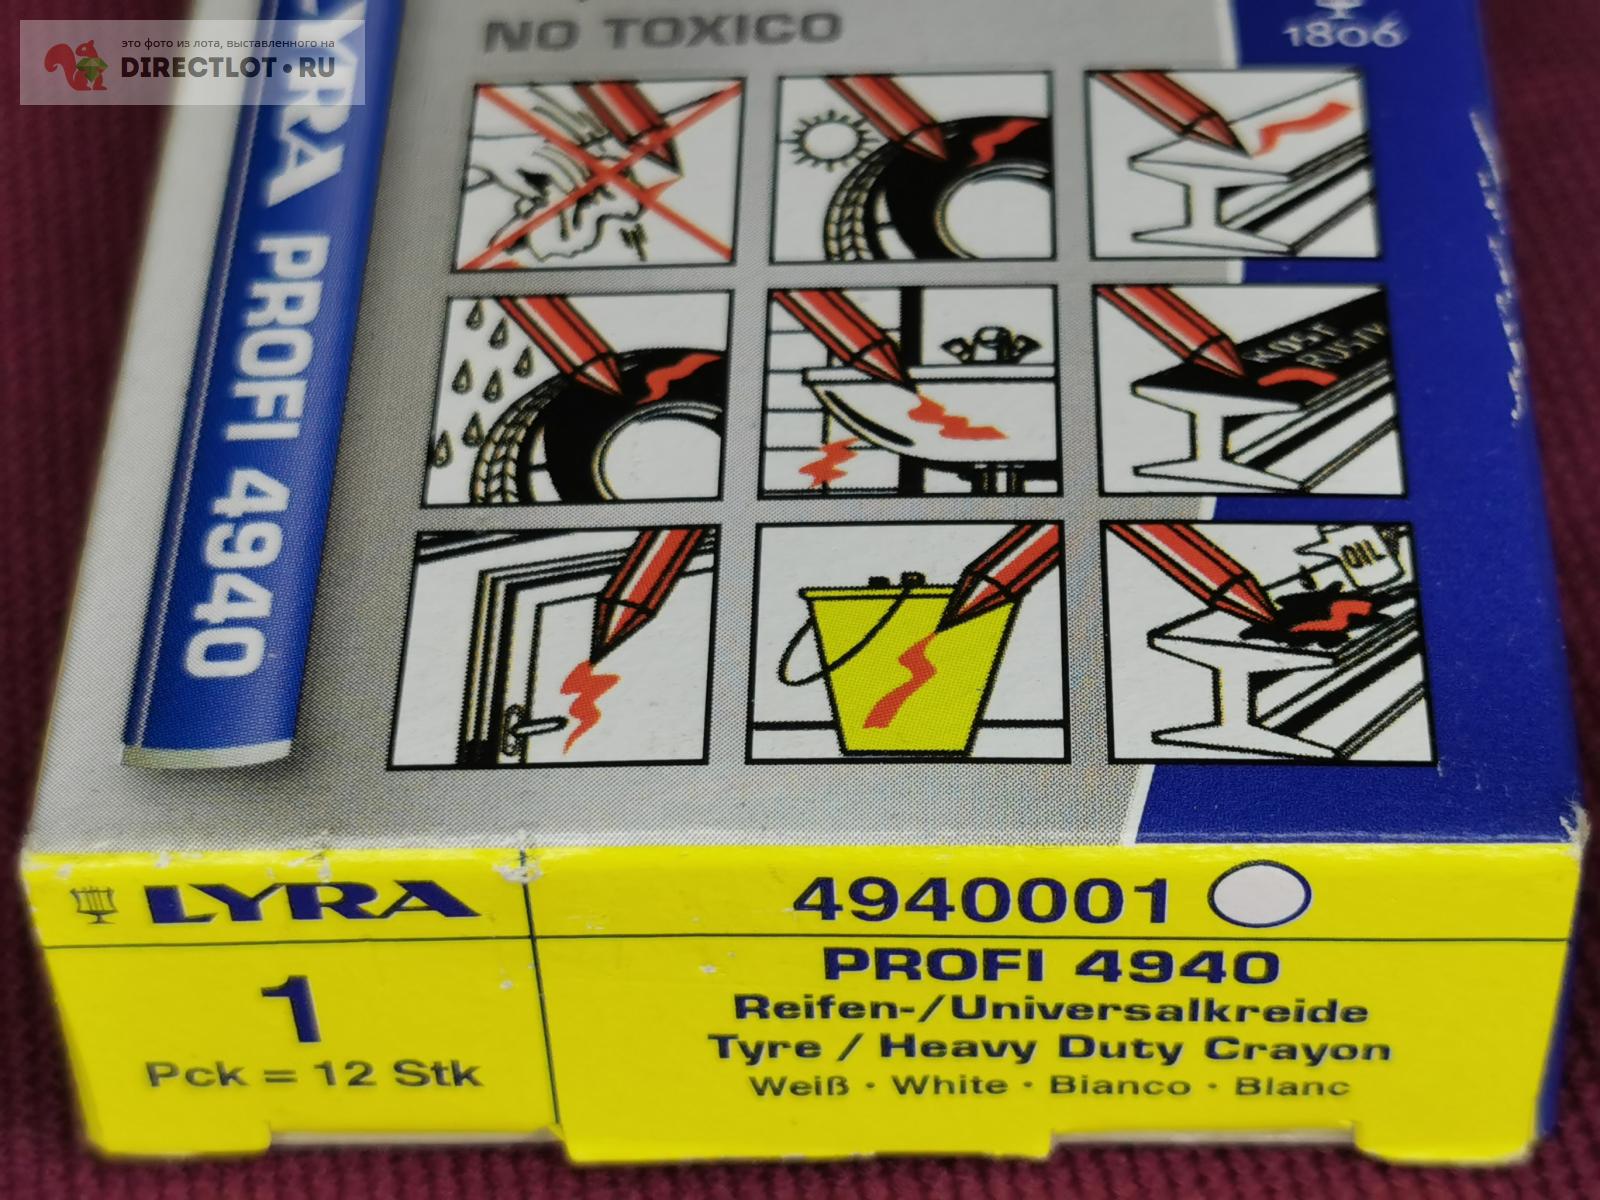 это фото из лота, выставленного на
DIRECTLOT.RU
NO TOXICO
1806
LYRA PROFI 4940
ROST
RUSTY
OIL
LYRA
4940001
1
Pck = 12 Stk
PROFI 4940
Reifen-/Universalkreide
Tyre / Heavy Duty Crayon
Weiß · White · Bianco · Blanc